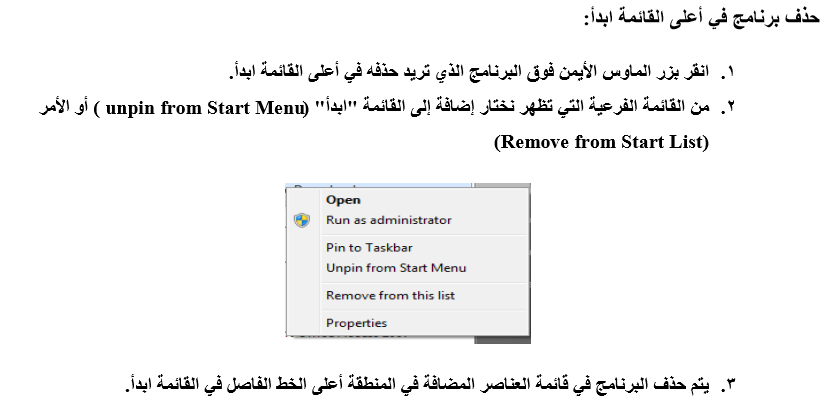 حذف برنامج في أعلى القائمة ابدأ:
١. انقر بزر الماوس الأيمن فوق البرنامج الذي تريد حذفه في أعلى القائمة ابدأ.
٢. من القائمة الفرعية التي تظهر نختار إضافة إلى القائمة "ابدأ" (unpin from Start Menu ) أو الأمر
(Remove from Start List)
Open
Run as administrator
Pin to Taskbar
Unpin from Start Menu
Remove from this list
Properties
٣. يتم حذف البرنامج في قائمة العناصر المضافة في المنطقة أعلى الخط الفاصل في القائمة ابدأ.